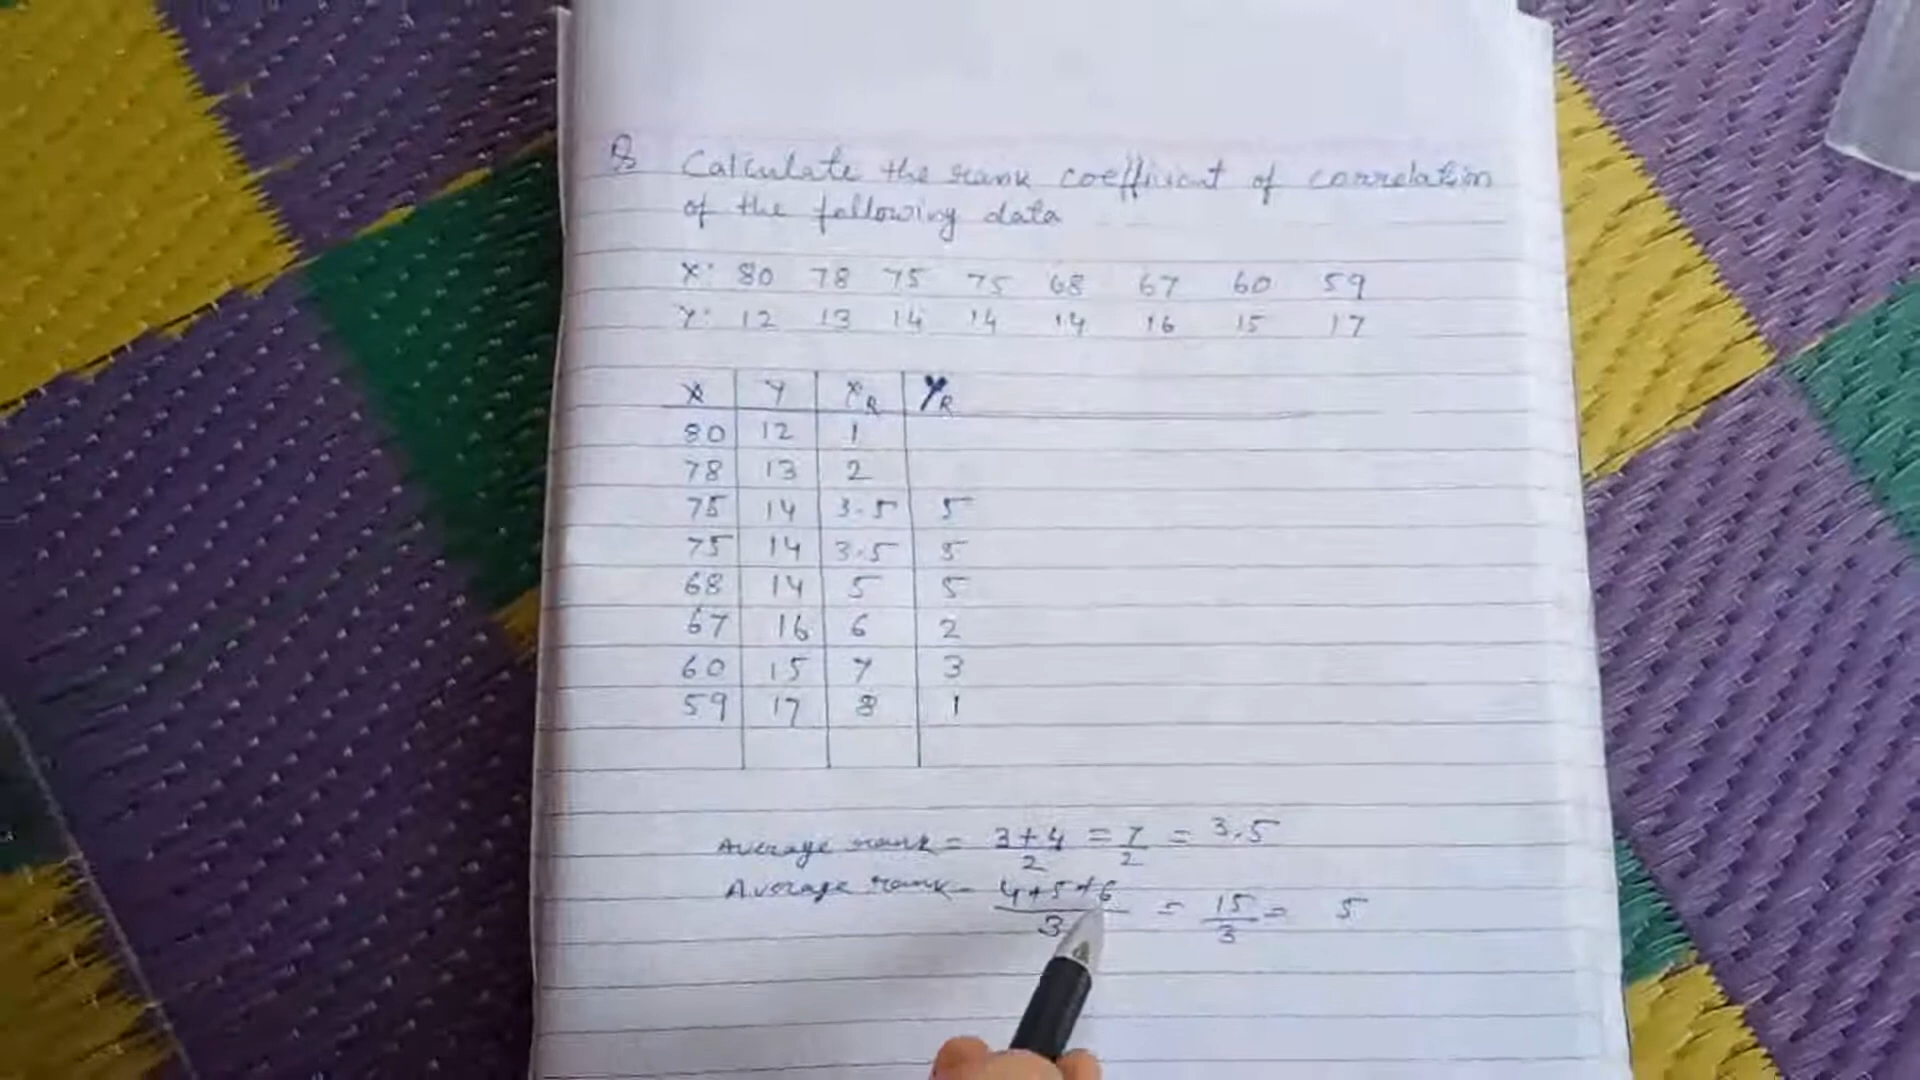 Q Calculate the rank coefficient of correlation
of the following data
X: 80 78 75 75 68 67 60 59
Y: 12 13 14 14 14 16 15 17
X Y X_R Y_R
80 12 1
78 13 2
75 14 3.5 5
75 14 3.5 5
68 14 5 5
67 16 6 2
60 15 7 3
59 17 8 1
Average rank = 3+4/2 = 7/2 = 3.5
Average rank = 4+5+6/3 = 15/3 = 5